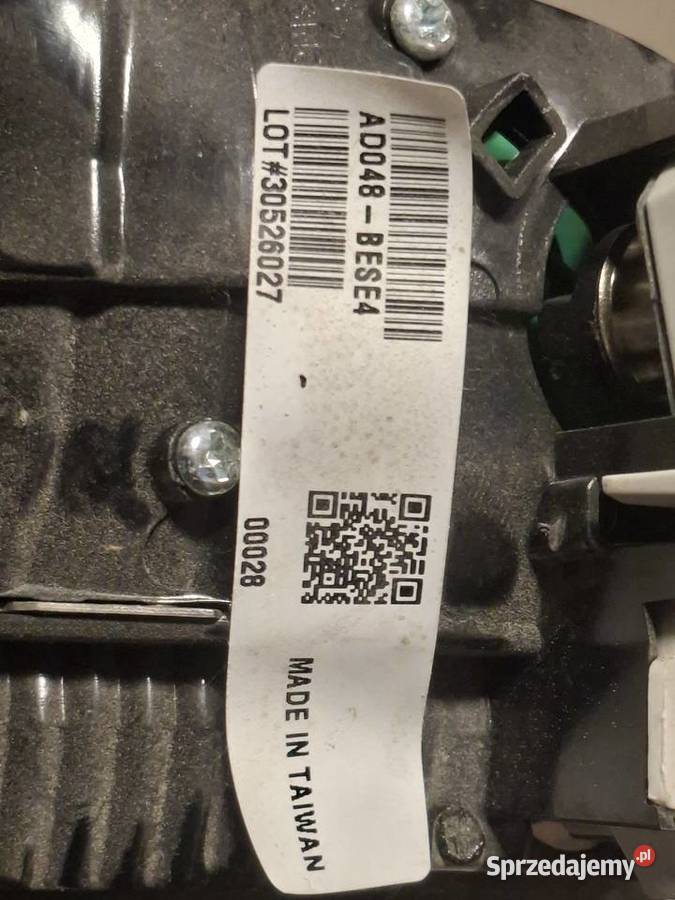 AD048-BESE4
LOT#30526027
00028
MADE IN TAIWAN
Sprzedajemy.pl